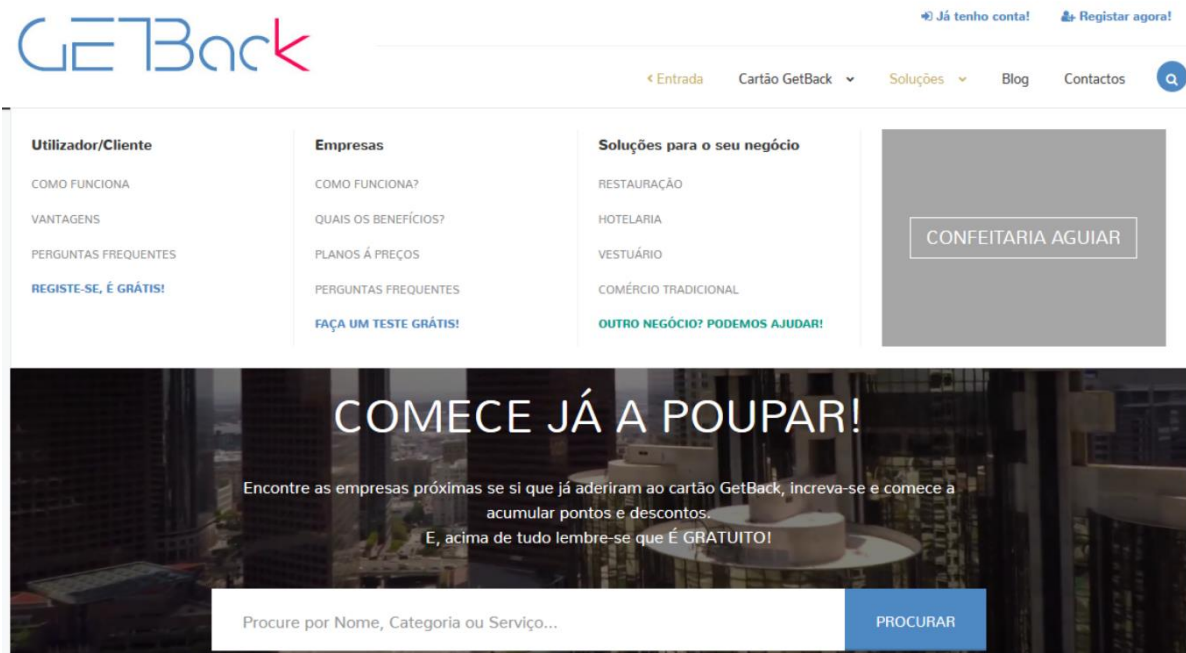 GETBack
Já tenho conta! Registar agora!
Entrada Cartão GetBack Soluções Blog Contactos
Utilizador/Cliente
COMO FUNCIONA
VANTAGENS
PERGUNTAS FREQUENTES
REGISTE-SE, É GRÁTIS!
Empresas
COMO FUNCIONA?
QUAIS OS BENEFÍCIOS?
PLANOS Á PREÇOS
PERGUNTAS FREQUENTES
FAÇA UM TESTE GRÁTIS!
Soluções para o seu negócio
RESTAURAÇÃO
HOTELARIA
VESTUÁRIO
COMÉRCIO TRADICIONAL
OUTRO NEGÓCIO? PODEMOS AJUDAR!
CONFEITARIA AGUIAR
COMECE JÁ A POUPAR!
Encontre as empresas próximas se si que já aderiram ao cartão GetBack, increva-se e comece a
acumular pontos e descontos.
E, acima de tudo lembre-se que É GRATUITO!
Procure por Nome, Categoria ou Serviço...
PROCURAR